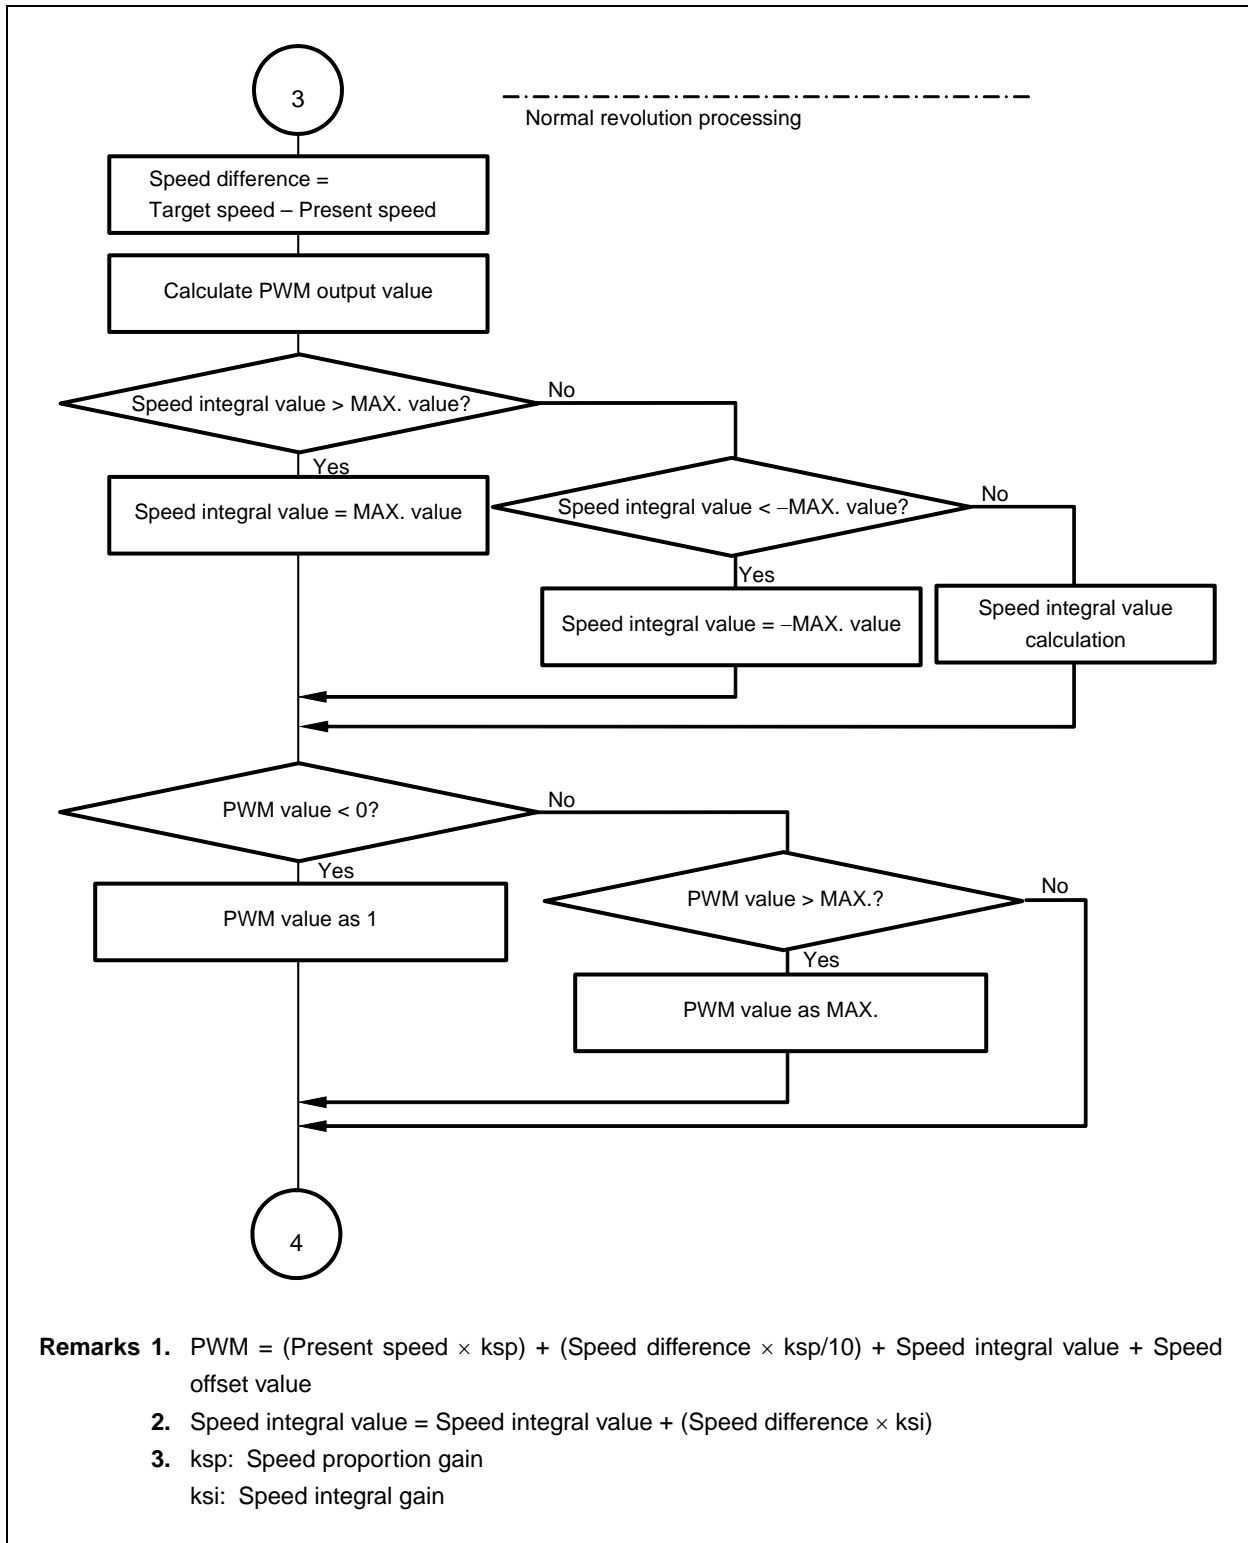 3
Normal revolution processing
Speed difference =
Target speed – Present speed
Calculate PWM output value
Speed integral value > MAX. value?
No
Yes
Speed integral value = MAX. value
Speed integral value < –MAX. value?
No
Yes
Speed integral value = –MAX. value
Speed integral value
calculation
PWM value < 0?
No
Yes
PWM value as 1
PWM value > MAX.?
No
Yes
PWM value as MAX.
4
Remarks 1. PWM = (Present speed × ksp) + (Speed difference × ksp/10) + Speed integral value + Speed
offset value
2. Speed integral value = Speed integral value + (Speed difference × ksi)
3. ksp: Speed proportion gain
ksi: Speed integral gain